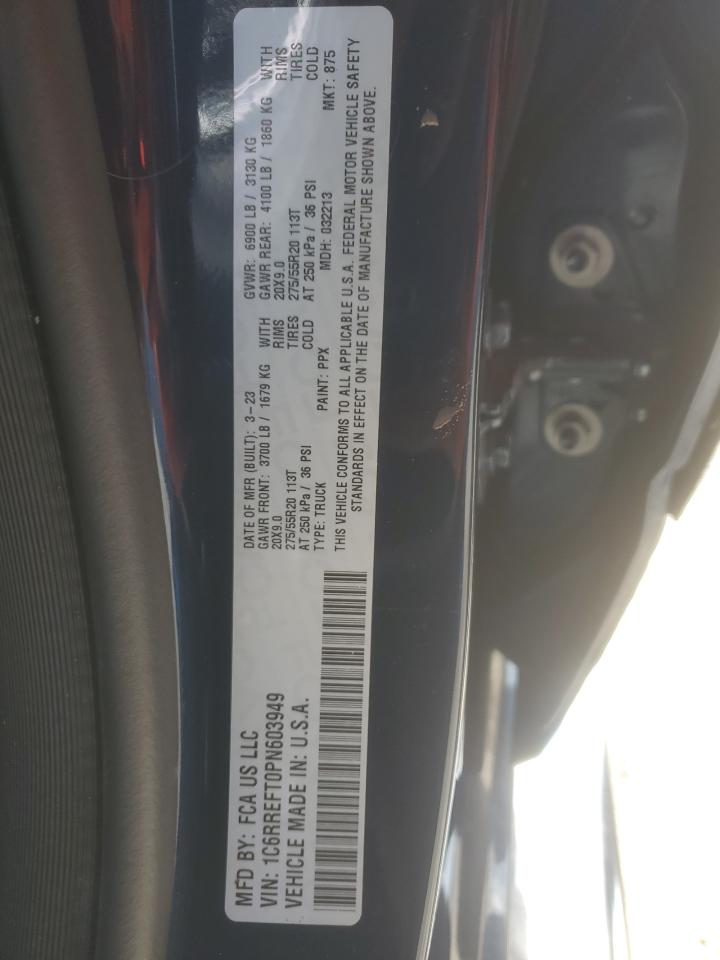 MFD BY: FCA US LLC
VIN: 1C6RREFT0PN603949
VEHICLE MADE IN: U.S.A.
DATE OF MFR (BUILT): 3-23 GVWR: 6900 LB / 3130 KG
GAWR FRONT: 3700 LB / 1679 KG WITH GAWR REAR: 4100 LB / 1860 KG WITH
20X9.0 RIMS 20X9.0 RIMS
275/55R20 113T TIRES 275/55R20 113T TIRES
AT 250 kPa / 36 PSI COLD AT 250 kPa / 36 PSI COLD
TYPE: TRUCK PAINT: PPX MDH: 032213 MKT: 875
THIS VEHICLE CONFORMS TO ALL APPLICABLE U.S.A. FEDERAL MOTOR VEHICLE SAFETY
STANDARDS IN EFFECT ON THE DATE OF MANUFACTURE SHOWN ABOVE.